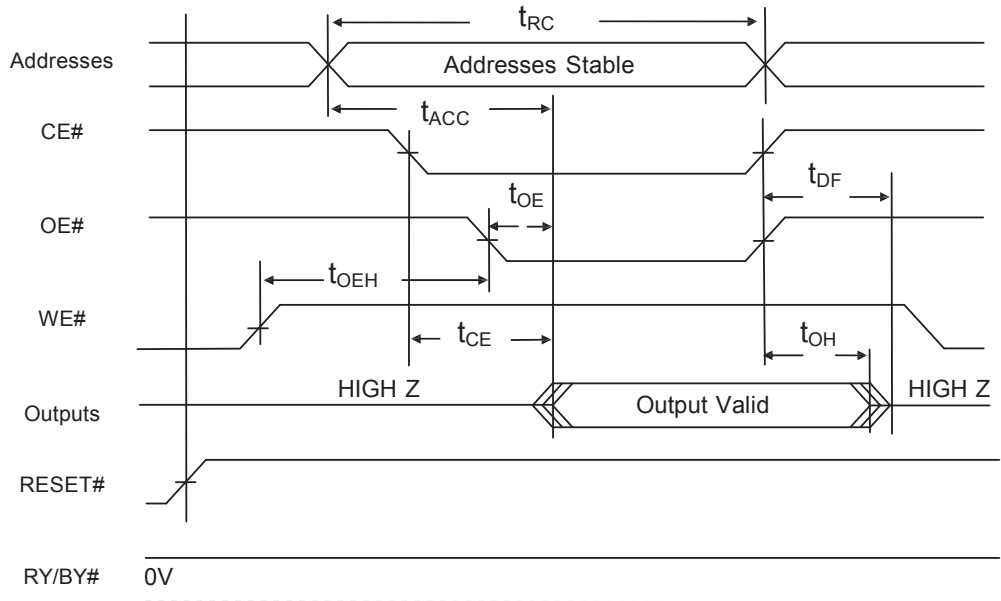 tRC
Addresses
Addresses Stable
tACC
CE#
tOE
tDF
OE#
tOEH
WE#
tCE
tOH
HIGH Z
HIGH Z
Outputs
Output Valid
RESET#
RY/BY#
0V